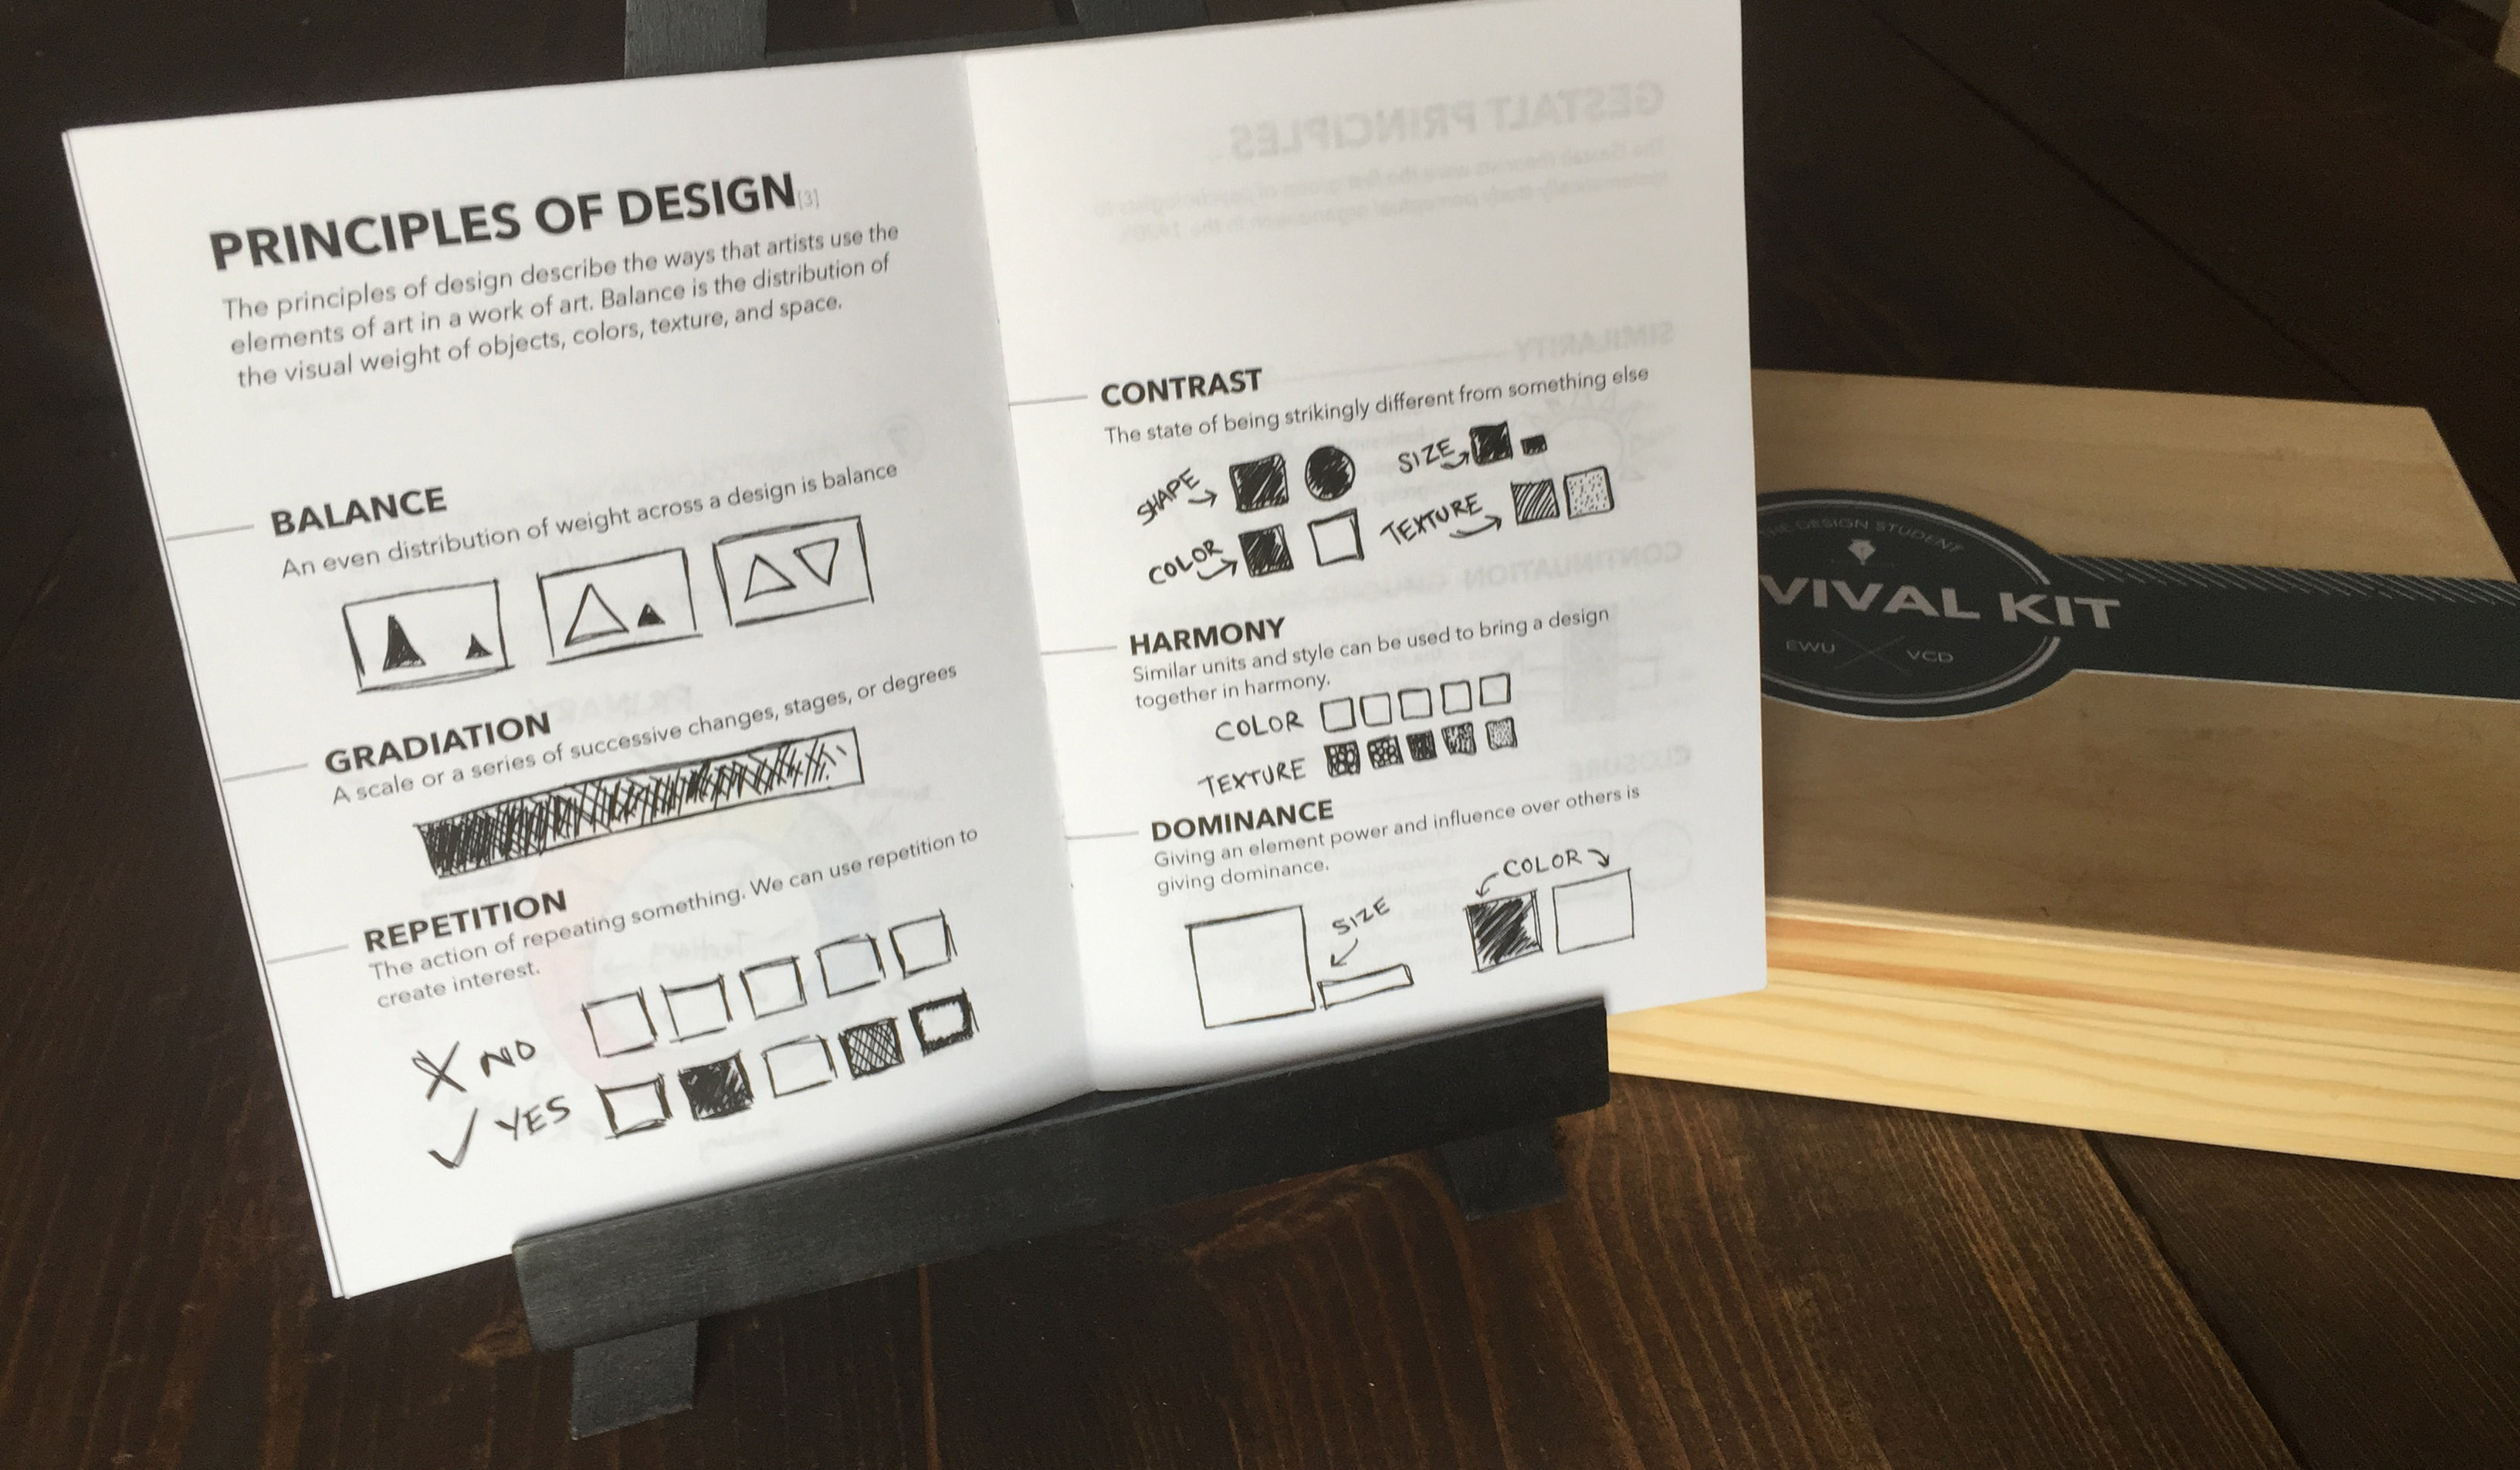 PRINCIPLES OF DESIGN[3]
The principles of design describe the ways that artists use the
elements of art in a work of art. Balance is the distribution of
the visual weight of objects, colors, texture, and space.
BALANCE
An even distribution of weight across a design is balance
GRADIATION
A scale or a series of successive changes, stages, or degrees
REPETITION
The action of repeating something. We can use repetition to
create interest.
NO
YES
CONTRAST
The state of being strikingly different from something else
SHAPE
SIZE
COLOR
TEXTURE
HARMONY
Similar units and style can be used to bring a design
together in harmony.
COLOR
TEXTURE
DOMINANCE
Giving an element power and influence over others is
giving dominance.
SIZE
COLOR
GESTALT PRINCIPLES
SIMILARITY
CONTINUATION
CLOSURE
PRIMARY
THE DESIGN STUDENT
VIVAL KIT
EWU VCD